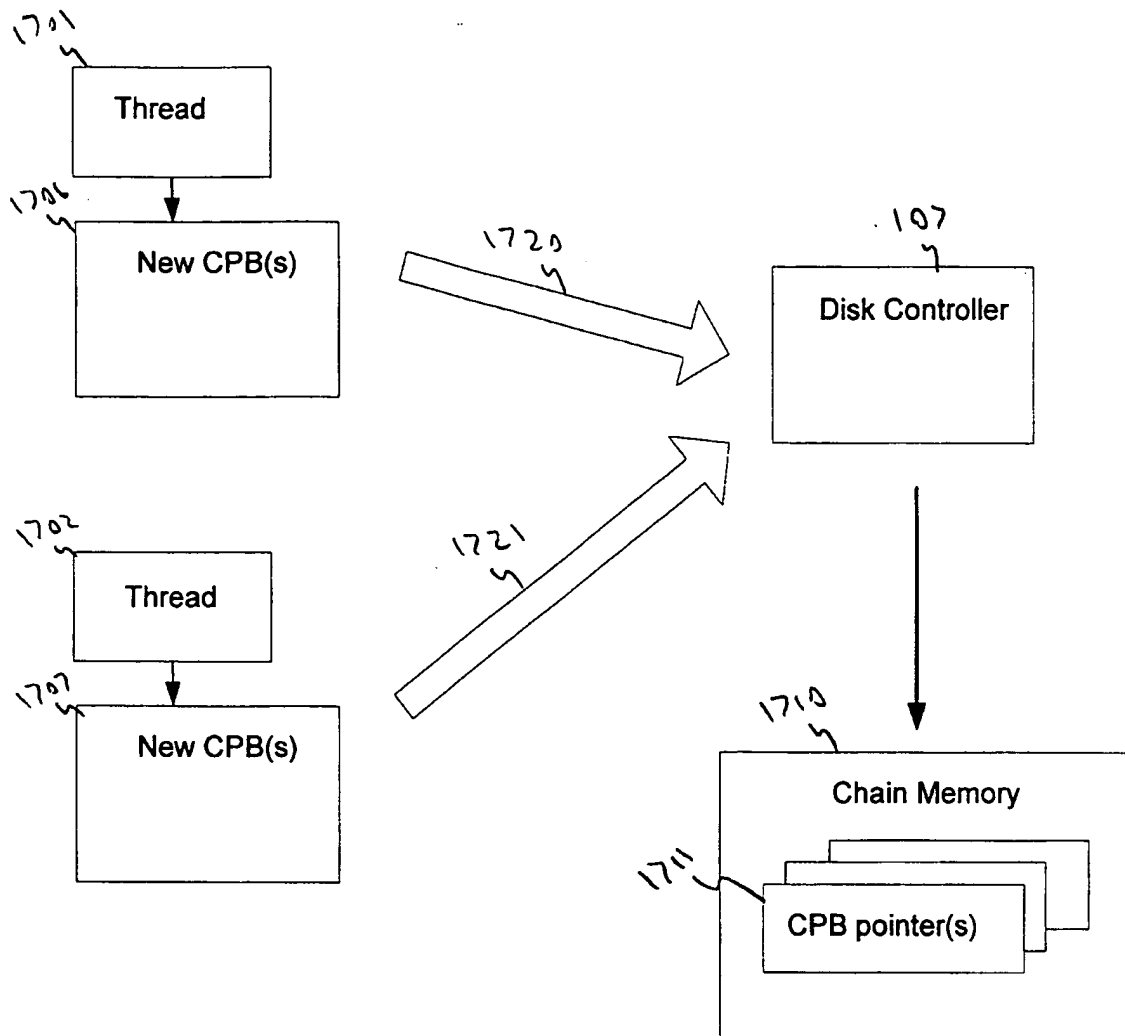 1701
Thread
1706
New CPB(s)
1720
107
Disk Controller
1702
Thread
1721
1707
New CPB(s)
1710
Chain Memory
1711
CPB pointer(s)